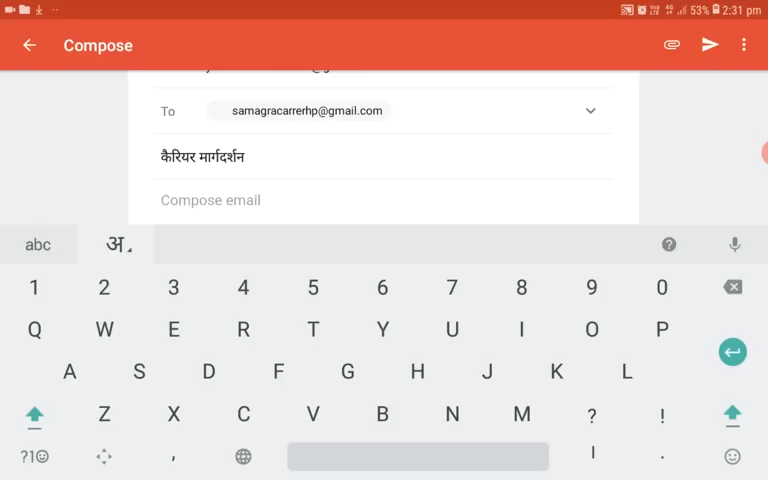 53% 2:31 pm
Compose
To samagracarrerhp@gmail.com
कैरियर मार्गदर्शन
Compose email
abc अ
1 2 3 4 5 6 7 8 9 0
Q W E R T Y U I O P
A S D F G H J K L
Z X C V B N M ? !
?1 , । .